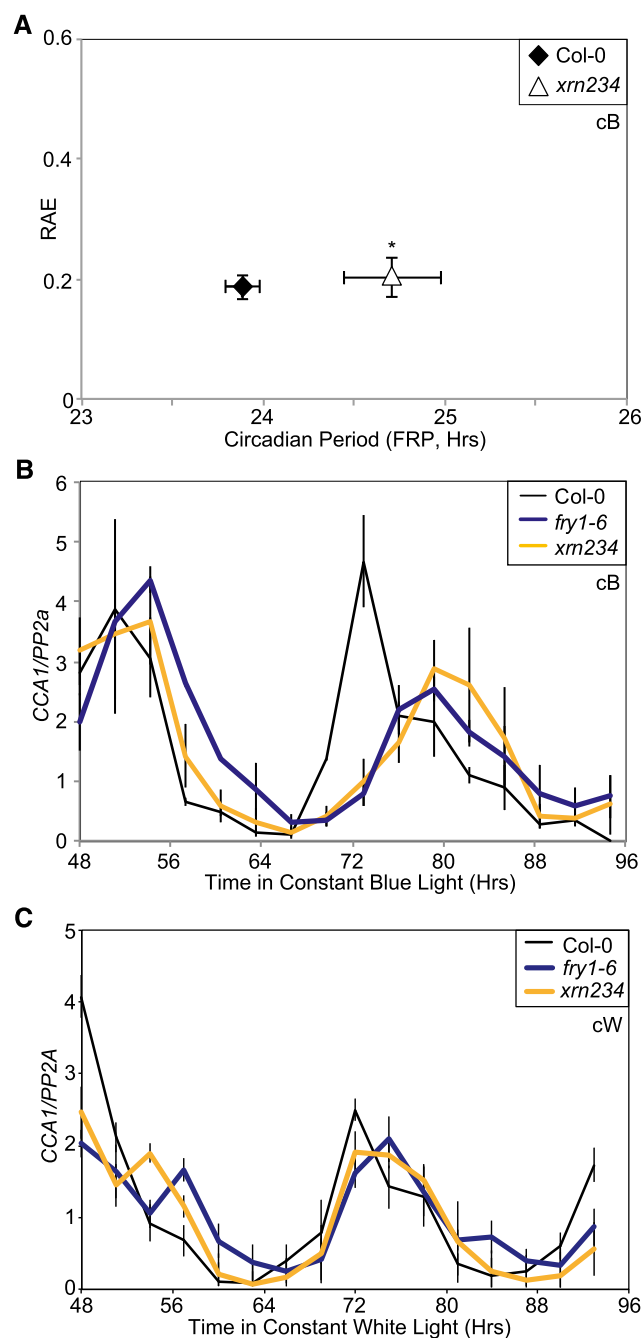 A
0.6
0.4
0.2
0
RAE
Col-0
xrn234
cB
*
23
24
25
26
Circadian Period (FRP, Hrs)
B
6
5
4
3
2
1
0
CCA1/PP2a
Col-0
fry1-6
xrn234
cB
48
56
64
72
80
88
96
Time in Constant Blue Light (Hrs)
C
5
4
3
2
1
0
CCA1/PP2A
Col-0
fry1-6
xrn234
cW
48
56
64
72
80
88
96
Time in Constant White Light (Hrs)